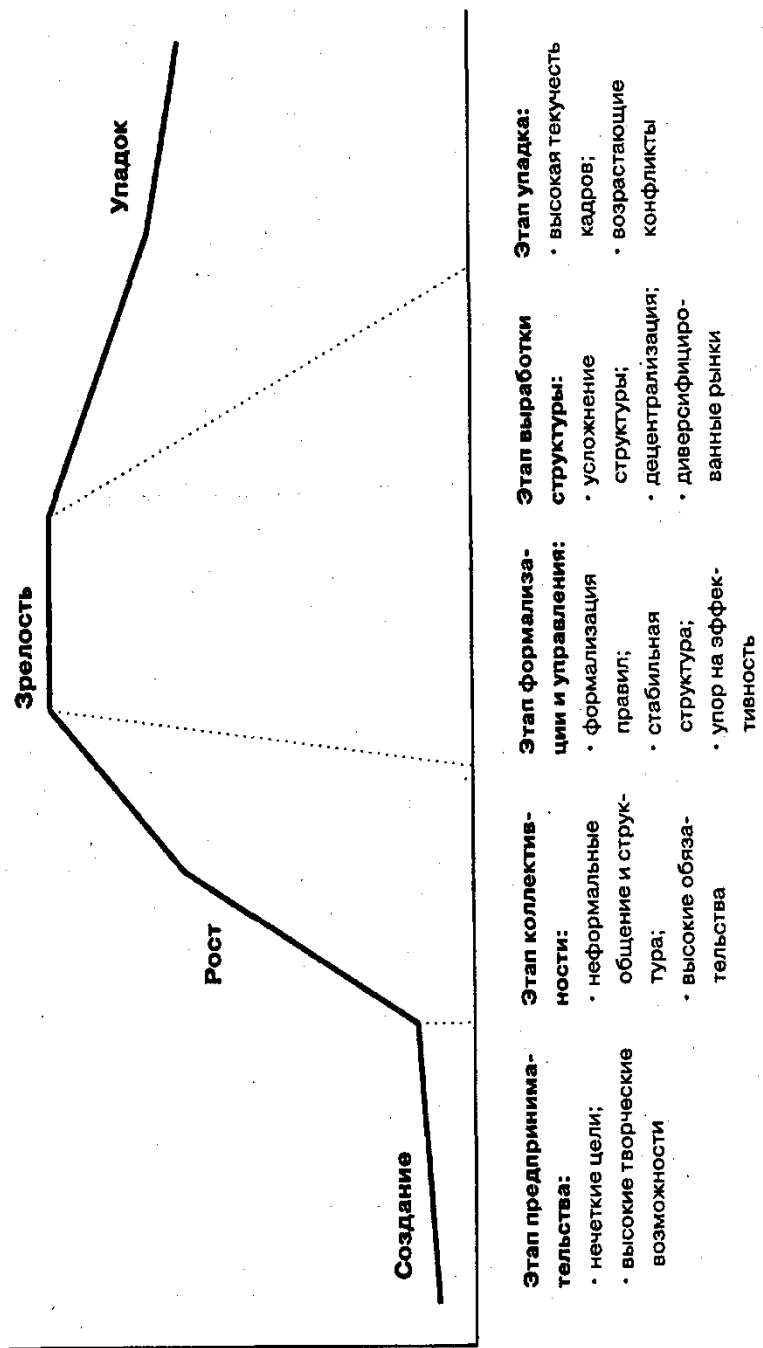 Создание
Рост
Зрелость
Упадок
Этап предпринима-
тельства:
· нечеткие цели;
· высокие творческие
возможности
Этап коллектив-
ности:
· неформальные
общение и струк-
тура;
· высокие обяза-
тельства
Этап формализа-
ции и управления:
· формализация
правил;
· стабильная
структура;
· упор на эффек-
тивность
Этап выработки
структуры:
· усложнение
структуры;
· децентрализация;
· диверсифициро-
ванные рынки
Этап упадка:
· высокая текучесть
кадров;
· возрастающие
конфликты